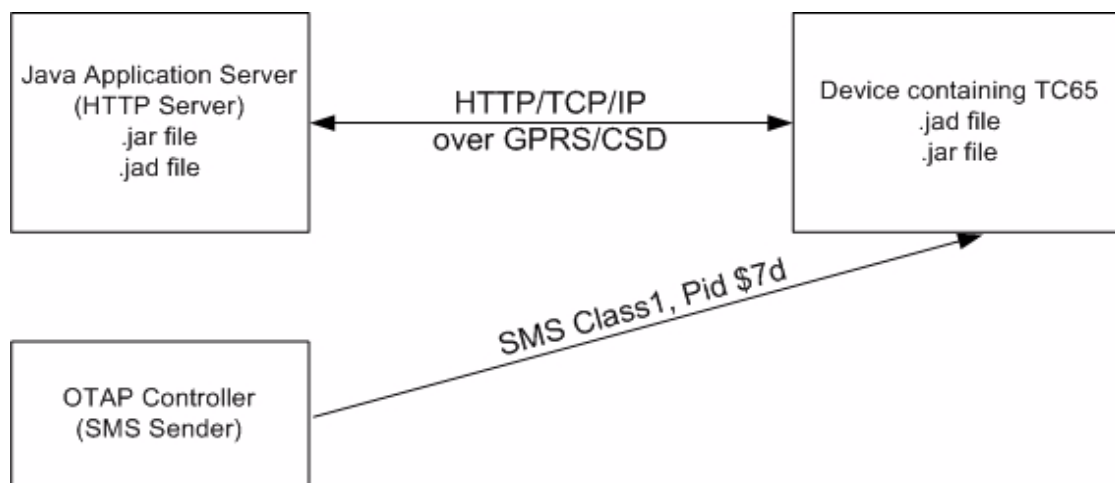 Java Application Server
(HTTP Server)
.jar file
.jad file
HTTP/TCP/IP
over GPRS/CSD
Device containing TC65
.jad file
.jar file
SMS Class1, Pid $7d
OTAP Controller
(SMS Sender)